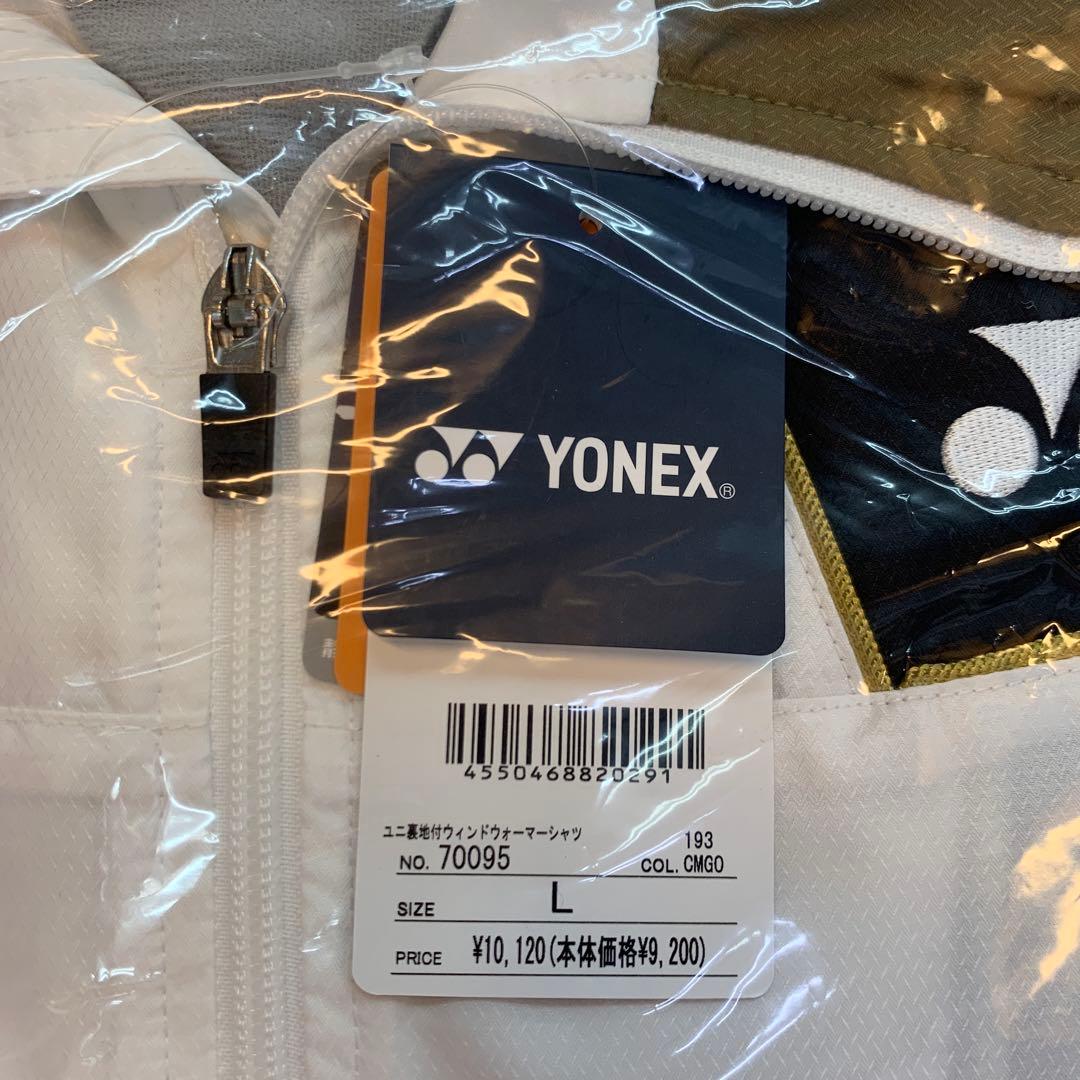 YONEX®
4550468820291
ユニ裏地付ウィンドウォーマーシャツ
193
NO. 70095 COL. CMGO
SIZE L
PRICE ¥10,120(本体価格¥9,200)